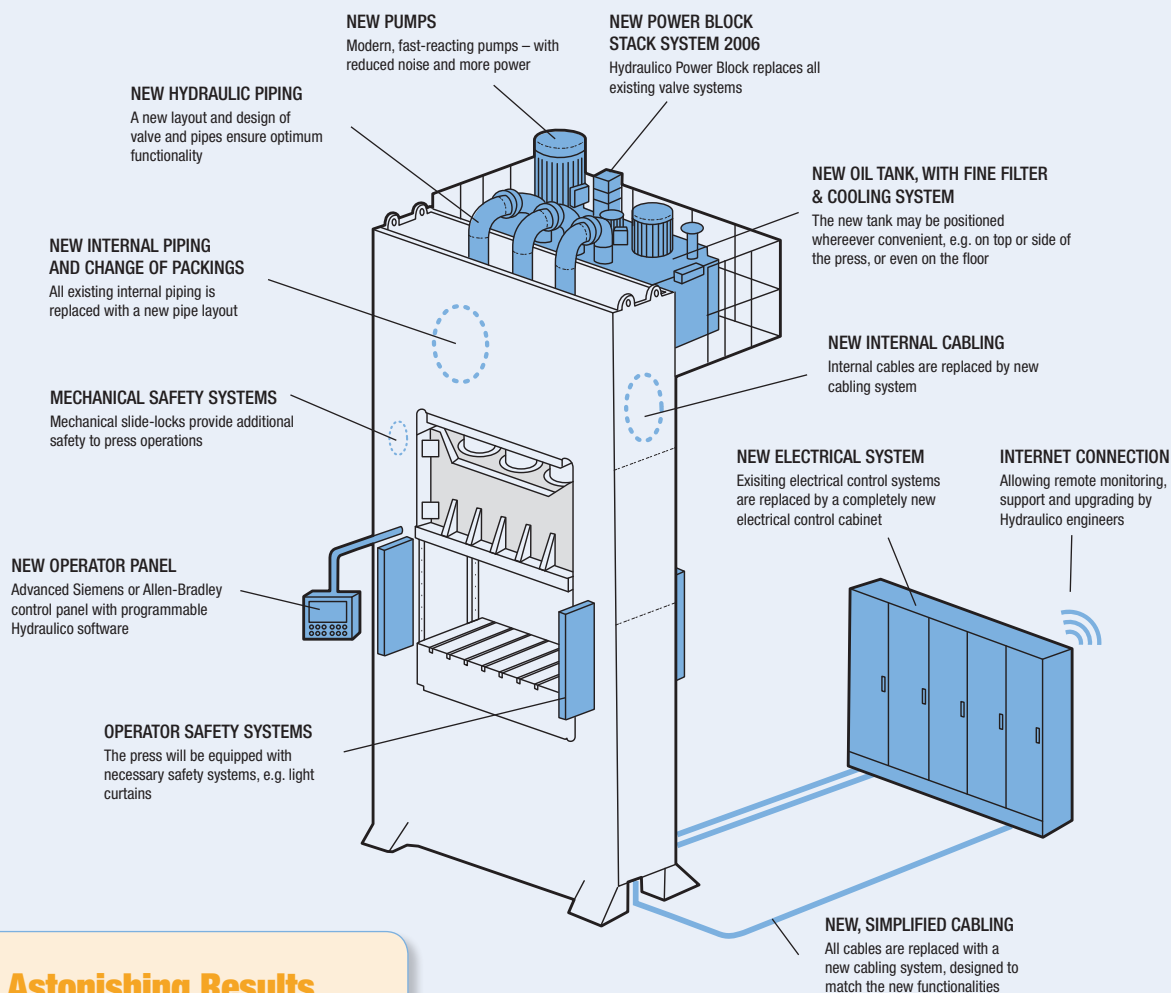 NEW PUMPS
Modern, fast-reacting pumps – with
reduced noise and more power
NEW POWER BLOCK
STACK SYSTEM 2006
Hydraulico Power Block replaces all
existing valve systems
NEW HYDRAULIC PIPING
A new layout and design of
valve and pipes ensure optimum
functionality
NEW OIL TANK, WITH FINE FILTER
& COOLING SYSTEM
The new tank may be positioned
whereever convenient, e.g. on top or side of
the press, or even on the floor
NEW INTERNAL PIPING
AND CHANGE OF PACKINGS
All existing internal piping is
replaced with a new pipe layout
NEW INTERNAL CABLING
Internal cables are replaced by new
cabling system
MECHANICAL SAFETY SYSTEMS
Mechanical slide-locks provide additional
safety to press operations
NEW ELECTRICAL SYSTEM
Exisiting electrical control systems
are replaced by a completely new
electrical control cabinet
INTERNET CONNECTION
Allowing remote monitoring,
support and upgrading by
Hydraulico engineers
NEW OPERATOR PANEL
Advanced Siemens or Allen-Bradley
control panel with programmable
Hydraulico software
OPERATOR SAFETY SYSTEMS
The press will be equipped with
necessary safety systems, e.g. light
curtains
NEW, SIMPLIFIED CABLING
All cables are replaced with a
new cabling system, designed to
match the new functionalities
Astonishing Results